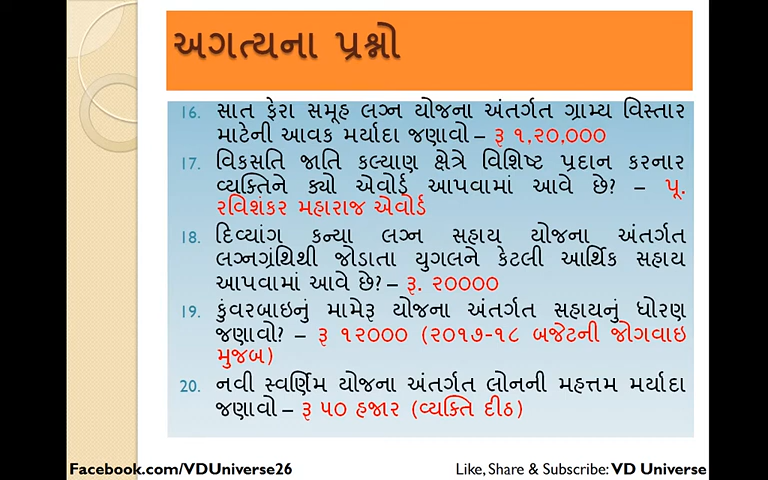 અગત્યના પ્રશ્નો
16. સાત ફેરા સમૂહ લગ્ન યોજના અંતર્ગત ગ્રામ્ય વિસ્તાર
માટેની આવક મર્યાદા જણાવો – રૂ ૧,૨૦,૦૦૦
17. વિકસતિ જાતિ કલ્યાણ ક્ષેત્રે વિશિષ્ટ પ્રદાન કરનાર
વ્યક્તિને ક્યો એવોર્ડ આપવામાં આવે છે? – પૂ.
રવિશંકર મહારાજ એવોર્ડ
18. દિવ્યાંગ કન્યા લગ્ન સહાય યોજના અંતર્ગત
લગ્નગ્રંથિથી જોડાતા યુગલને કેટલી આર્થિક સહાય
આપવામાં આવે છે? – રૂ. ૨૦૦૦૦
19. કુંવરબાઇનું મામેરૂ યોજના અંતર્ગત સહાયનું ધોરણ
જણાવો? – રૂ ૧૨૦૦૦ (૨૦૧૭-૧૮ બજેટની જોગવાઇ
મુજબ)
20. નવી સ્વર્ણિમ યોજના અંતર્ગત લોનની મહત્તમ મર્યાદા
જણાવો – રૂ ૫૦ હજાર (વ્યક્તિ દીઠ)
Facebook.com/VDUniverse26
Like, Share & Subscribe: VD Universe